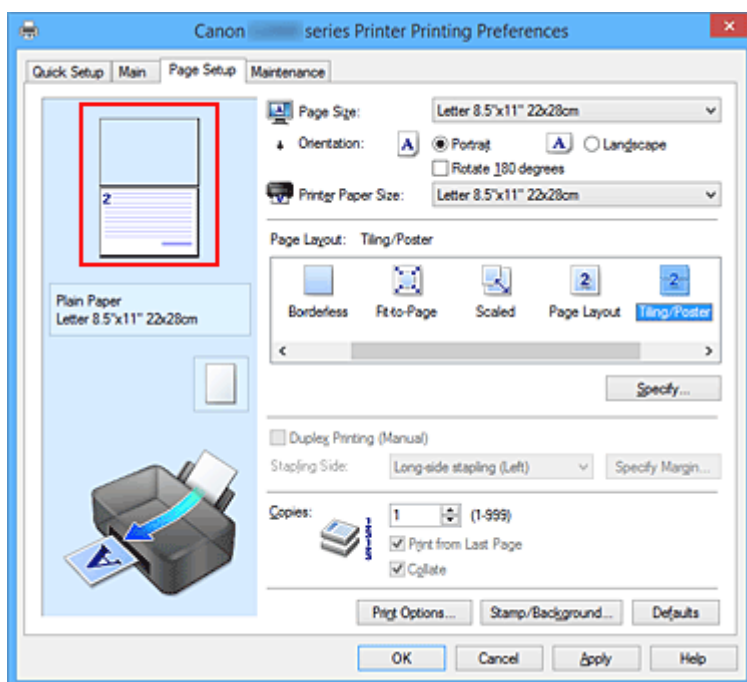 Canon series Printer Printing Preferences
Quick Setup Main Page Setup Maintenance
2
Plain Paper
Letter 8.5"x11" 22x28cm
Page Size: Letter 8.5"x11" 22x28cm
Orientation: A Portrait A Landscape
Rotate 180 degrees
Printer Paper Size: Letter 8.5"x11" 22x28cm
Page Layout: Tiling/Poster
2 2
Borderless Fit-to-Page Scaled Page Layout Tiling/Poster
Specify...
Duplex Printing (Manual)
Stapling Side: Long-side stapling (Left) Specify Margin...
Copies: 1 (1-999)
Print from Last Page
Collate
A
Print Options... Stamp/Background... Defaults
OK Cancel Apply Help